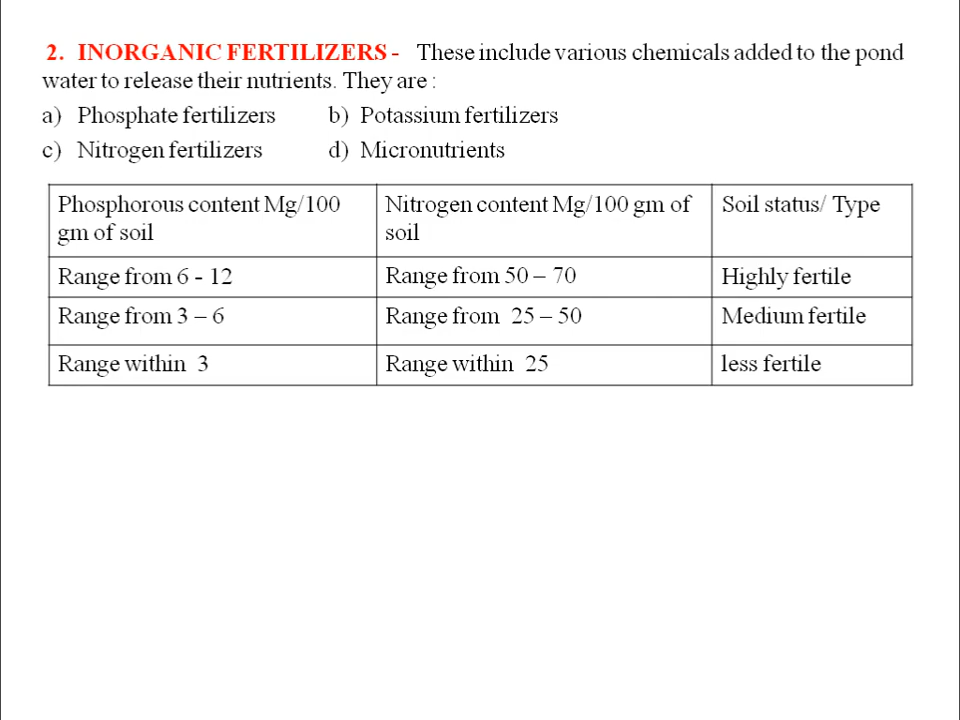 2. INORGANIC FERTILIZERS - These include various chemicals added to the pond
water to release their nutrients. They are :
a) Phosphate fertilizers b) Potassium fertilizers
c) Nitrogen fertilizers d) Micronutrients
Phosphorous content Mg/100 gm of soil Nitrogen content Mg/100 gm of soil Soil status/ Type
Range from 6 - 12 Range from 50 – 70 Highly fertile
Range from 3 – 6 Range from 25 – 50 Medium fertile
Range within 3 Range within 25 less fertile